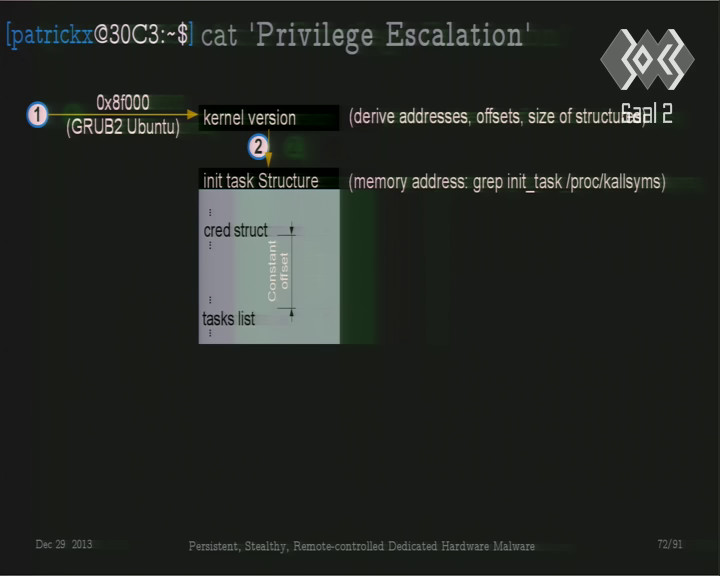 [patrickx@30C3:~$] cat 'Privilege Escalation'
0x8f000
1
(GRUB2 Ubuntu)
kernel version
(derive addresses, offsets, size of structures)
Saal 2
2
init task Structure
(memory address: grep init_task /proc/kallsyms)
cred struct
Constant
offset
tasks list
Dec 29 2013
Persistent, Stealthy, Remote-controlled Dedicated Hardware Malware
72/91